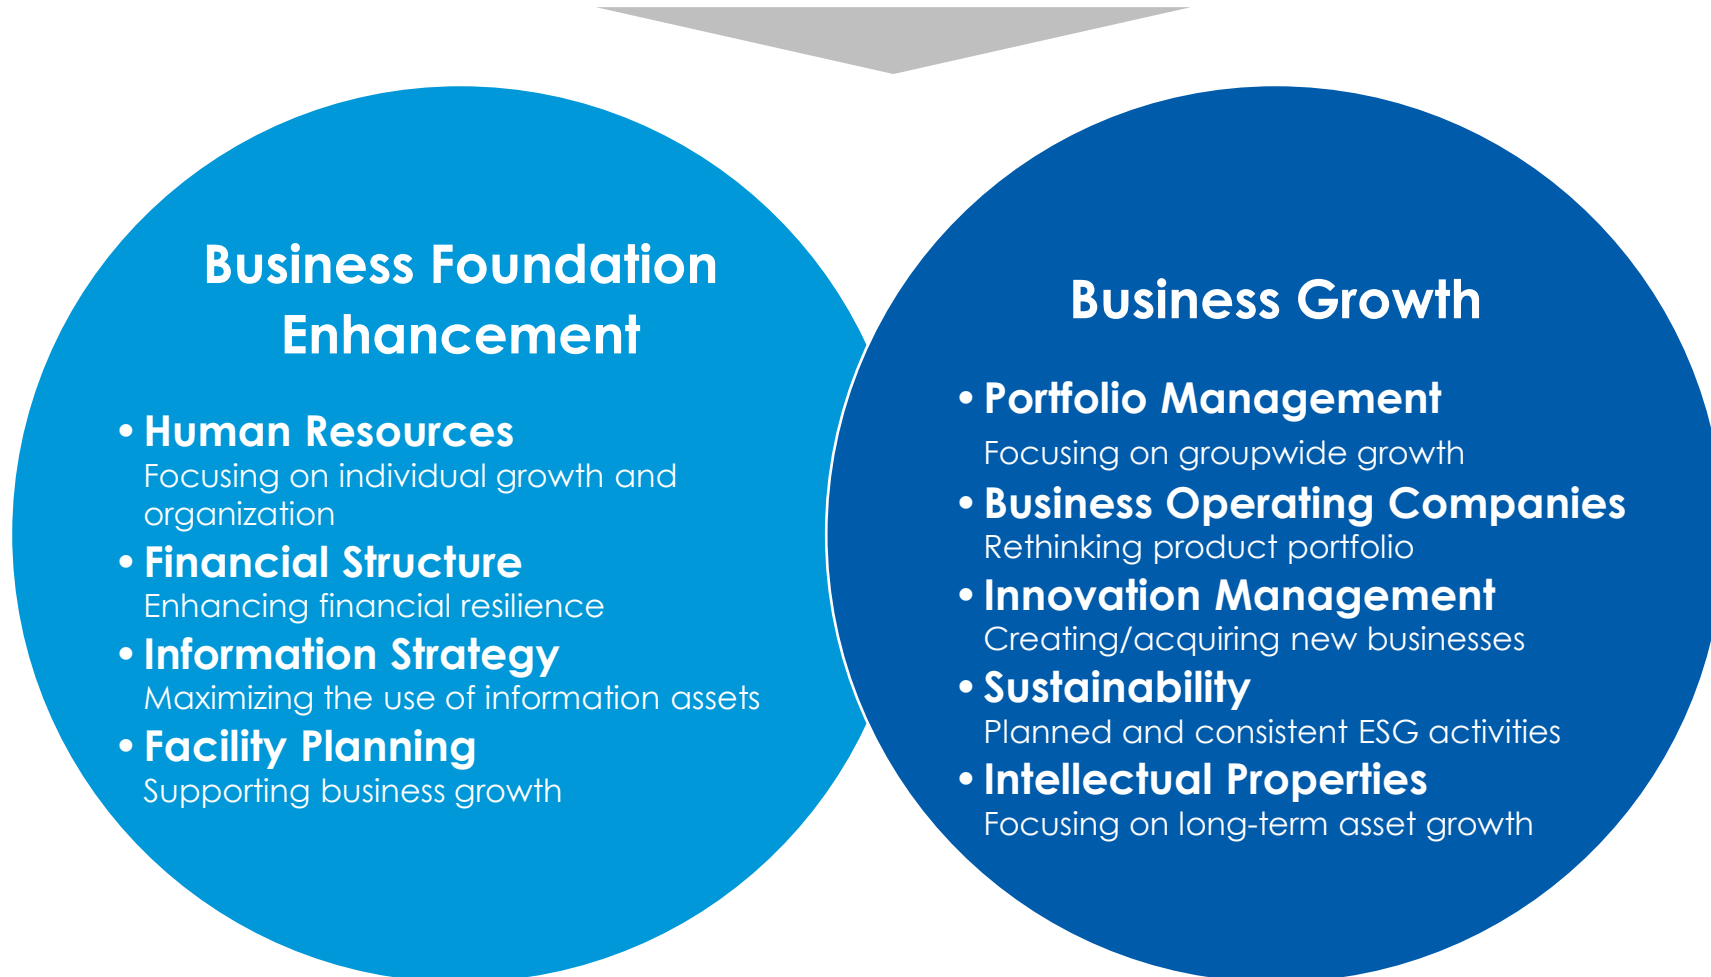 Business Foundation
Enhancement
• Human Resources
Focusing on individual growth and
organization
• Financial Structure
Enhancing financial resilience
• Information Strategy
Maximizing the use of information assets
• Facility Planning
Supporting business growth
Business Growth
• Portfolio Management
Focusing on groupwide growth
• Business Operating Companies
Rethinking product portfolio
• Innovation Management
Creating/acquiring new businesses
• Sustainability
Planned and consistent ESG activities
• Intellectual Properties
Focusing on long-term asset growth